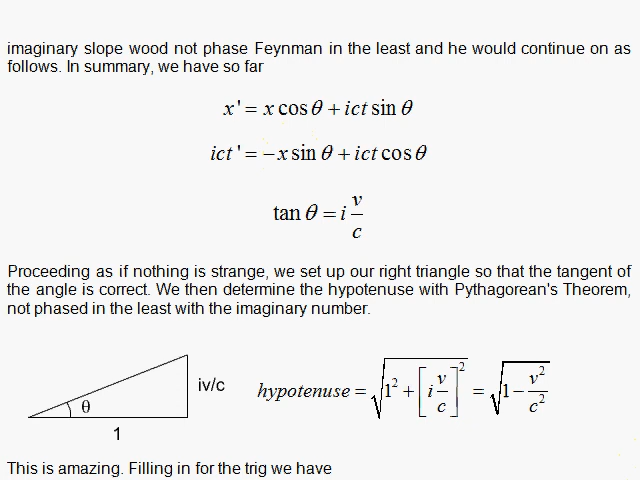 imaginary slope wood not phase Feynman in the least and he would continue on as
follows. In summary, we have so far
x' = x cos θ + ict sin θ
ict' = −x sin θ + ict cos θ
tan θ = i v/c
Proceeding as if nothing is strange, we set up our right triangle so that the tangent of
the angle is correct. We then determine the hypotenuse with Pythagorean's Theorem,
not phased in the least with the imaginary number.
iv/c
θ
1
hypotenuse = √(1² + [i v/c]²) = √(1 − v²/c²)
This is amazing. Filling in for the trig we have